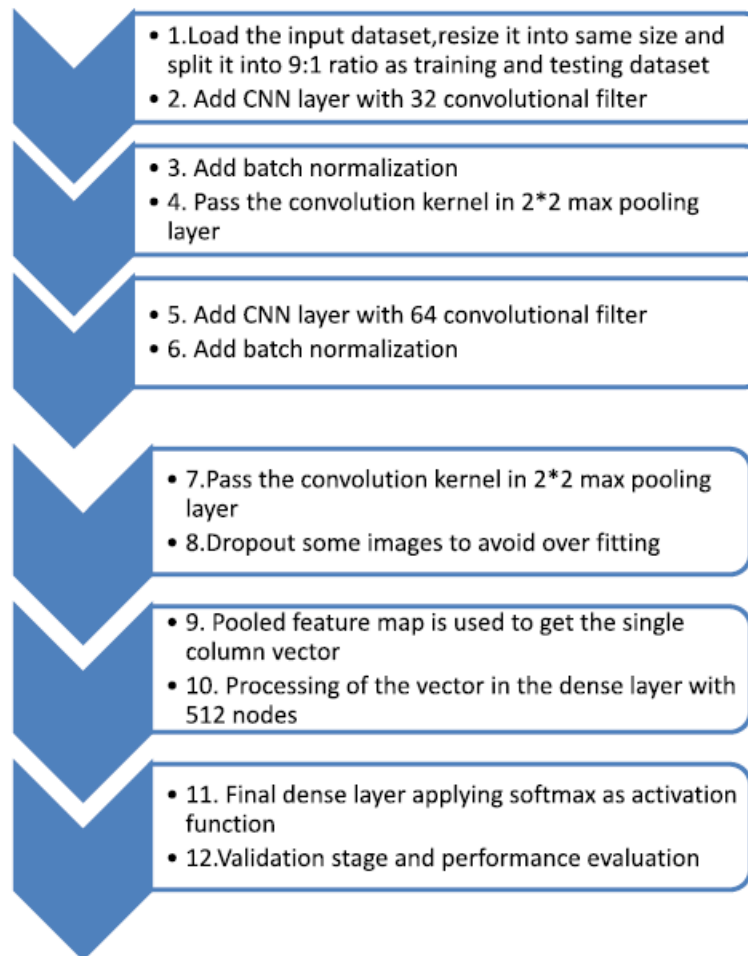 • 1.Load the input dataset,resize it into same size and
split it into 9:1 ratio as training and testing dataset
• 2. Add CNN layer with 32 convolutional filter
• 3. Add batch normalization
• 4. Pass the convolution kernel in 2*2 max pooling
layer
• 5. Add CNN layer with 64 convolutional filter
• 6. Add batch normalization
• 7.Pass the convolution kernel in 2*2 max pooling
layer
• 8.Dropout some images to avoid over fitting
• 9. Pooled feature map is used to get the single
column vector
• 10. Processing of the vector in the dense layer with
512 nodes
• 11. Final dense layer applying softmax as activation
function
• 12.Validation stage and performance evaluation